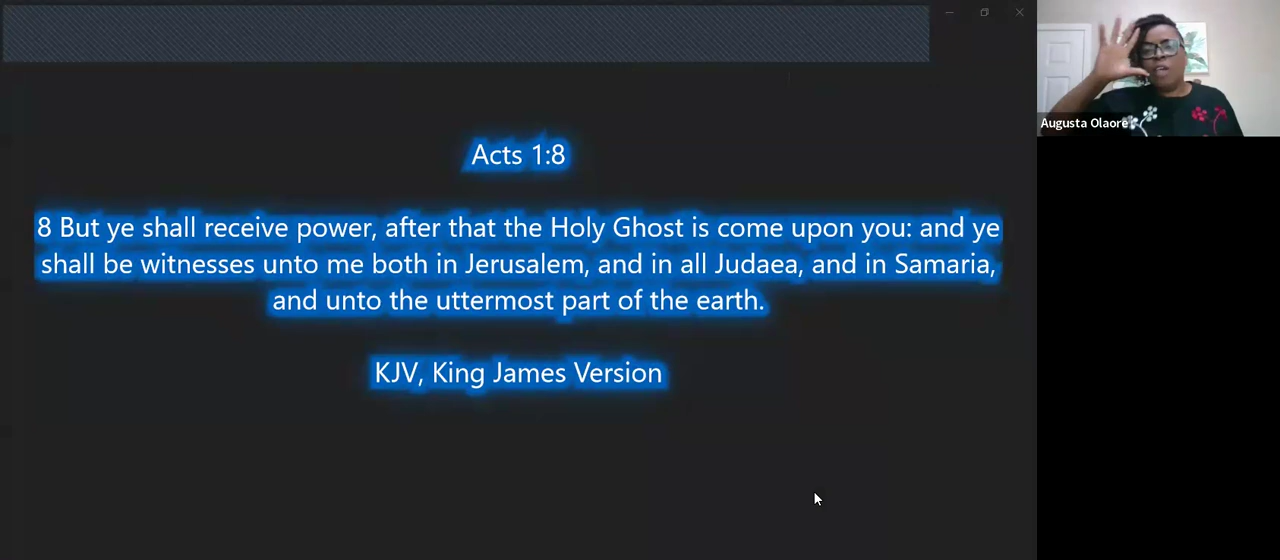 Acts 1:8
8 But ye shall receive power, after that the Holy Ghost is come upon you: and ye
shall be witnesses unto me both in Jerusalem, and in all Judaea, and in Samaria,
and unto the uttermost part of the earth.
KJV, King James Version
Augusta Olaore